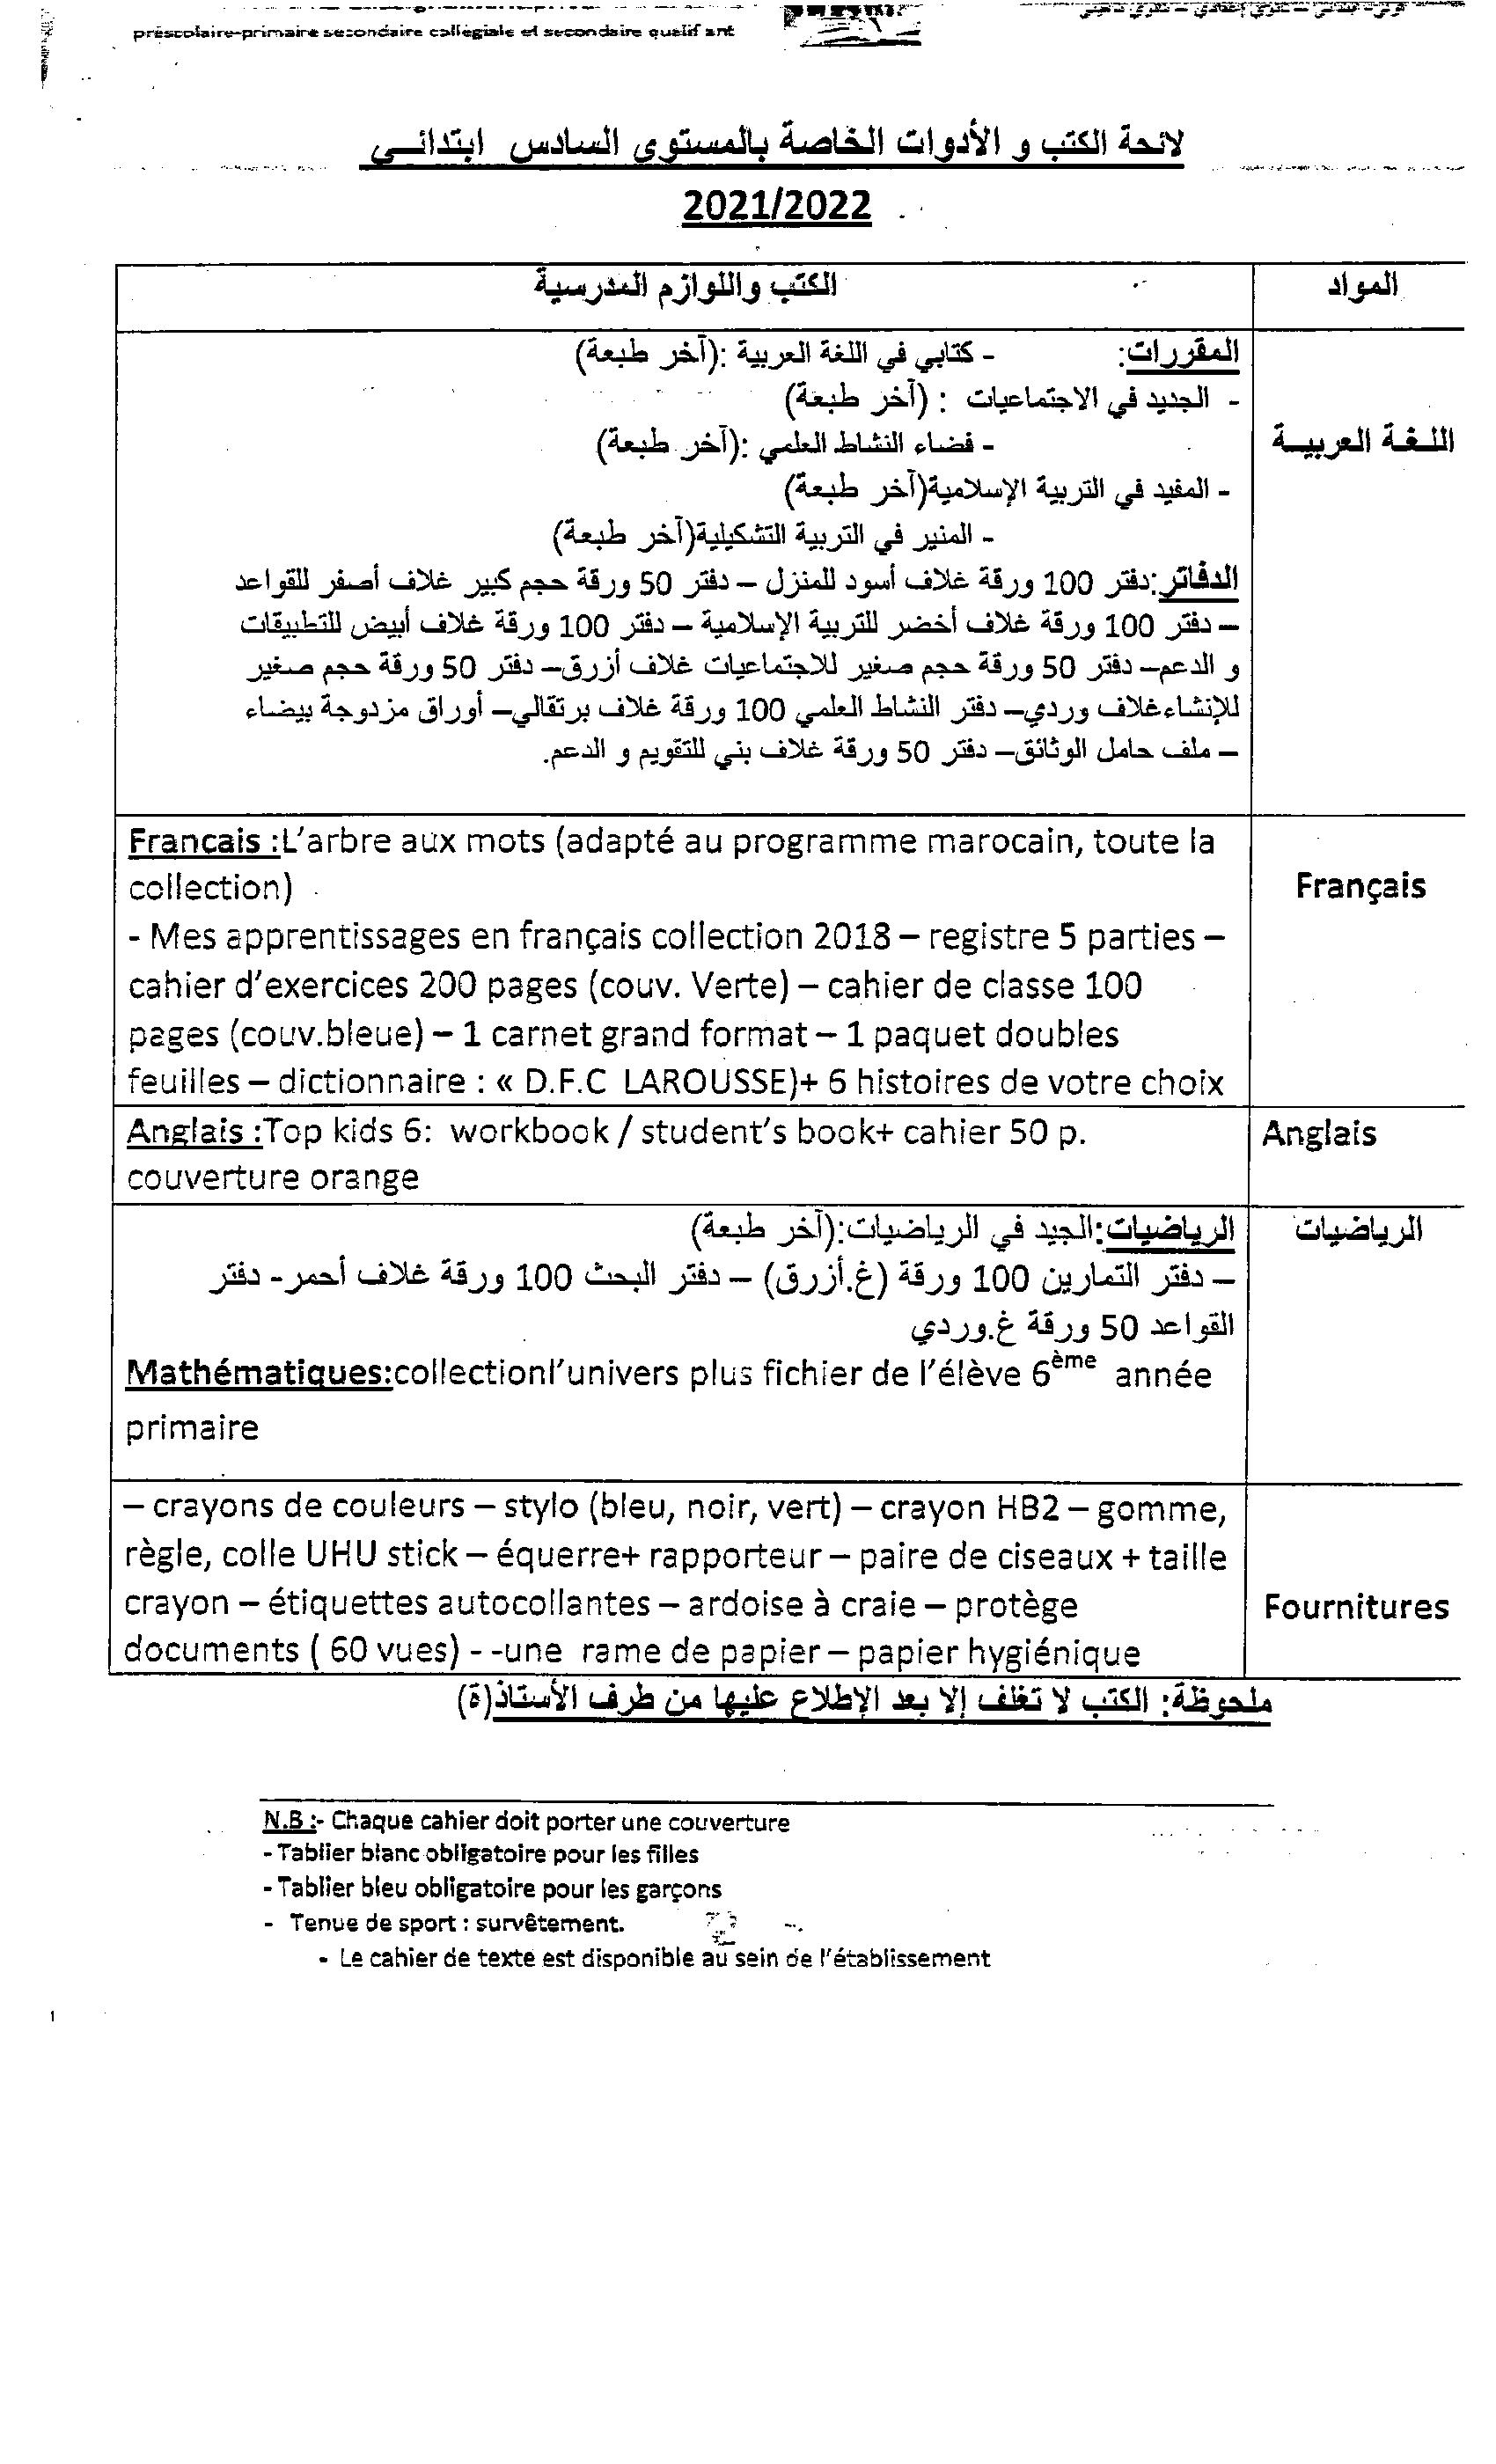 préscolaire-primaire secondaire collégiale et secondaire qualifiant
لائحة الكتب و الأدوات الخاصة بالمستوى السادس ابتدائي
2021/2022
المواد
الكتب واللوازم المدرسية
اللغة العربية
المقررات: - كتابي في اللغة العربية :(آخر طبعة)
- الجديد في الاجتماعيات : (آخر طبعة)
- فضاء النشاط العلمي :(آخر طبعة)
- المفيد في التربية الإسلامية(آخر طبعة)
- المنير في التربية التشكيلية(آخر طبعة)
الدفاتر:دفتر 100 ورقة غلاف أسود للمنزل – دفتر 50 ورقة حجم كبير غلاف أصفر للقواعد
– دفتر 100 ورقة غلاف أخضر للتربية الإسلامية – دفتر 100 ورقة غلاف أبيض للتطبيقات
و الدعم– دفتر 50 ورقة حجم صغير للاجتماعيات غلاف أزرق– دفتر 50 ورقة حجم صغير
للإنشاءغلاف وردي– دفتر النشاط العلمي 100 ورقة غلاف برتقالي– أوراق مزدوجة بيضاء
– ملف حامل الوثائق– دفتر 50 ورقة غلاف بني للتقويم و الدعم.
Français
Francais :L'arbre aux mots (adapté au programme marocain, toute la
collection)
- Mes apprentissages en français collection 2018 – registre 5 parties –
cahier d'exercices 200 pages (couv. Verte) – cahier de classe 100
pages (couv.bleue) – 1 carnet grand format – 1 paquet doubles
feuilles – dictionnaire : « D.F.C LAROUSSE)+ 6 histoires de votre choix
Anglais
Anglais :Top kids 6: workbook / student's book+ cahier 50 p.
couverture orange
الرياضيات
الرياضيات:الجيد في الرياضيات:(آخر طبعة)
– دفتر التمارين 100 ورقة (غ.أزرق) – دفتر البحث 100 ورقة غلاف أحمر- دفتر
القواعد 50 ورقة غ.وردي
Mathématiques:collectionl'univers plus fichier de l'élève 6ème année
primaire
Fournitures
– crayons de couleurs – stylo (bleu, noir, vert) – crayon HB2 – gomme,
règle, colle UHU stick – équerre+ rapporteur – paire de ciseaux + taille
crayon – étiquettes autocollantes – ardoise à craie – protège
documents ( 60 vues) - -une rame de papier – papier hygiénique
ملحوظة: الكتب لا تغلف إلا بعد الإطلاع عليها من طرف الأستاذ(ة)
N.B :- Chaque cahier doit porter une couverture
- Tablier blanc obligatoire pour les filles
- Tablier bleu obligatoire pour les garçons
- Tenue de sport : survêtement.
- Le cahier de texte est disponible au sein de l'établissement
1